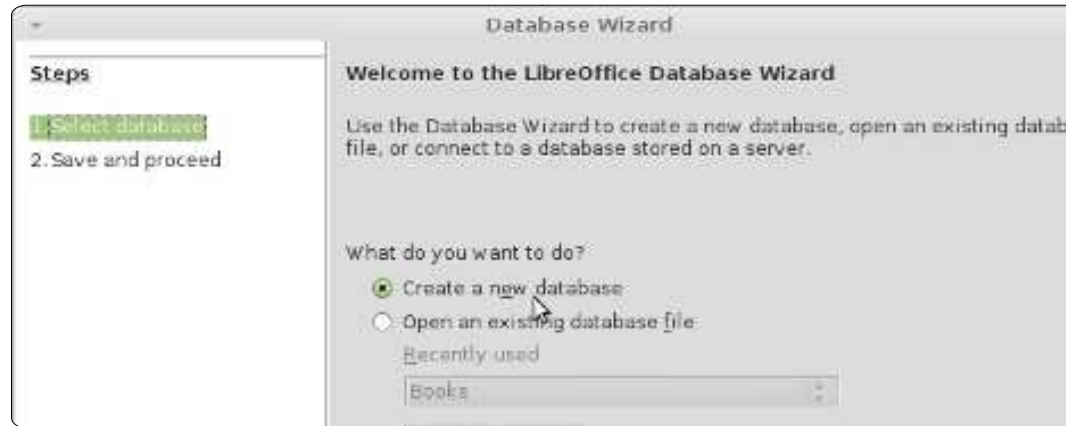 Database Wizard
Steps
1. Select database
2. Save and proceed
Welcome to the LibreOffice Database Wizard
Use the Database Wizard to create a new database, open an existing datab
file, or connect to a database stored on a server.
What do you want to do?
Create a new database
Open an existing database file
Recently used
Books